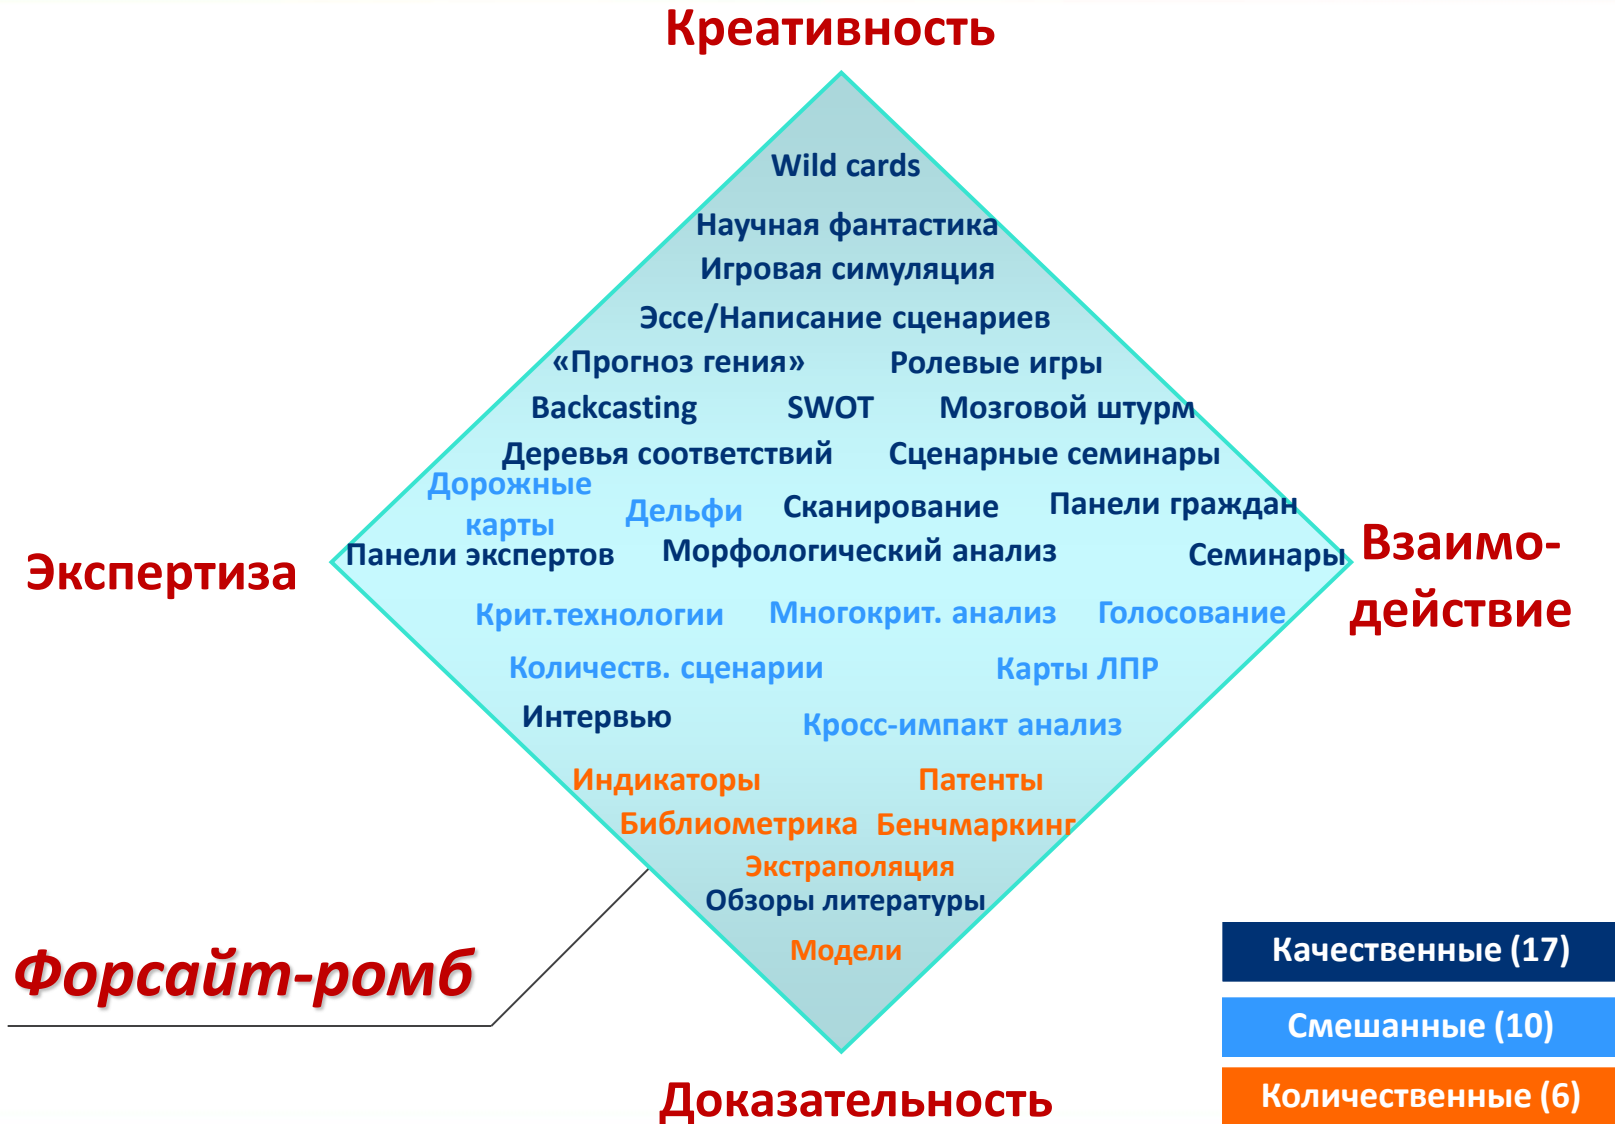 Креативность
Wild cards
Научная фантастика
Игровая симуляция
Эссе/Написание сценариев
«Прогноз гения» Ролевые игры
Backcasting SWOT Мозговой штурм
Деревья соответствий Сценарные семинары
Дорожные
карты
Дельфи Сканирование Панели граждан
Панели экспертов Морфологический анализ Семинары
Экспертиза
Взаимо-
действие
Крит.технологии Многокрит. анализ Голосование
Количеств. сценарии Карты ЛПР
Интервью Кросс-импакт анализ
Индикаторы Патенты
Библиометрика Бенчмаркинг
Экстраполяция
Обзоры литературы
Модели
Форсайт-ромб
Качественные (17)
Смешанные (10)
Количественные (6)
Доказательность